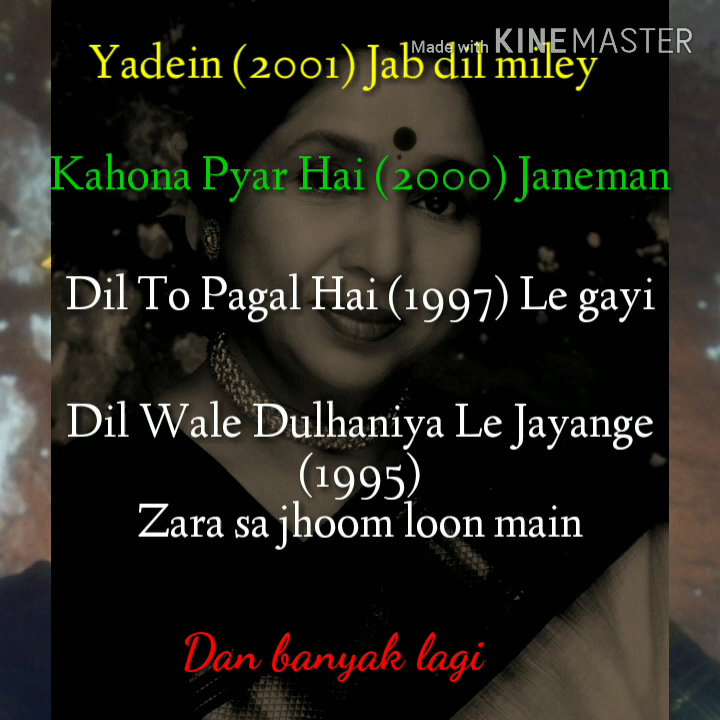 Made with KINEMASTER
Yadein (2001) Jab dil miley
Kahona Pyar Hai (2000) Janeman
Dil To Pagal Hai (1997) Le gayi
Dil Wale Dulhaniya Le Jayange
(1995)
Zara sa jhoom loon main
Dan banyak lagi